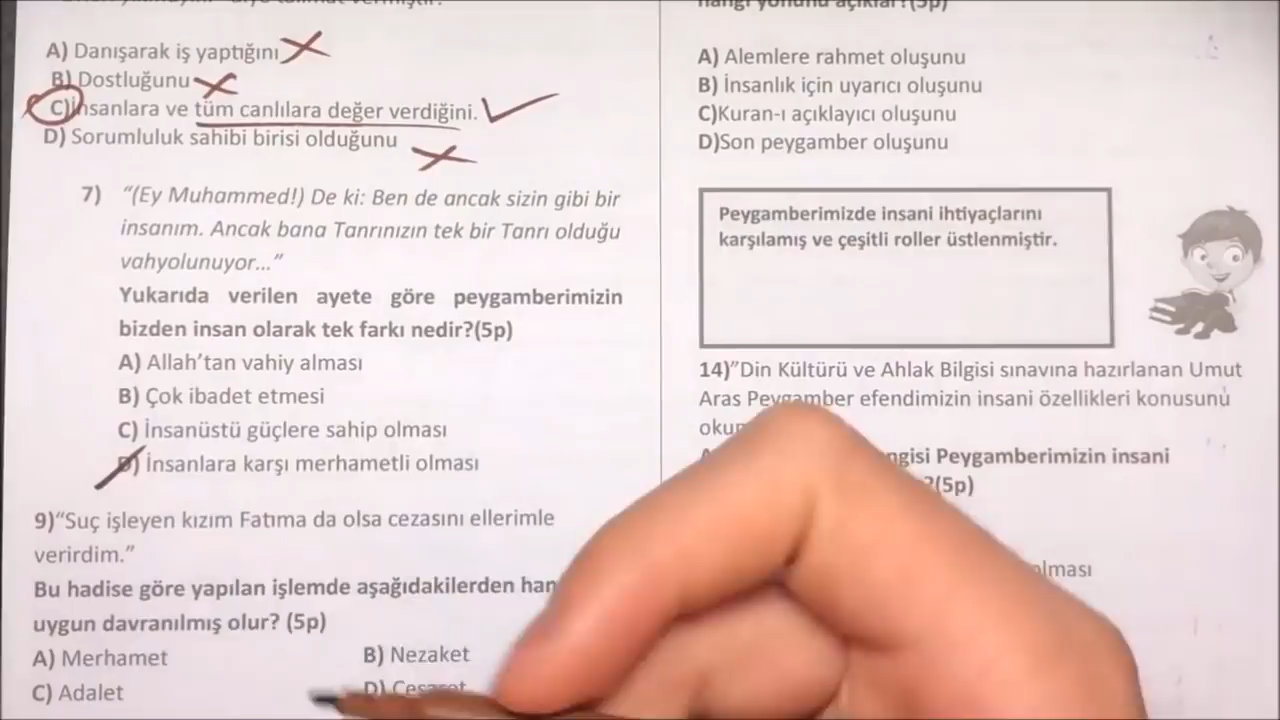 A) Danışarak iş yaptığını
B) Dostluğunu
C)İnsanlara ve tüm canlılara değer verdiğini.
D) Sorumluluk sahibi birisi olduğunu
7) “(Ey Muhammed!) De ki: Ben de ancak sizin gibi bir
insanım. Ancak bana Tanrınızın tek bir Tanrı olduğu
vahyolunuyor...”
Yukarıda verilen ayete göre peygamberimizin
bizden insan olarak tek farkı nedir?(5p)
A) Allah’tan vahiy alması
B) Çok ibadet etmesi
C) İnsanüstü güçlere sahip olması
D) İnsanlara karşı merhametli olması
9)“Suç işleyen kızım Fatıma da olsa cezasını ellerimle
verirdim.”
Bu hadise göre yapılan işlemde aşağıdakilerden
uygun davranılmış olur? (5p)
A) Merhamet
B) Nezaket
C) Adalet
D) Cesaret
hangi yönünü açıklar?(5p)
A) Alemlere rahmet oluşunu
B) İnsanlık için uyarıcı oluşunu
C)Kuran-ı açıklayıcı oluşunu
D)Son peygamber oluşunu
Peygamberimizde insani ihtiyaçlarını
karşılamış ve çeşitli roller üstlenmiştir.
14)”Din Kültürü ve Ahlak Bilgisi sınavına hazırlanan Umut
Aras Peygamber efendimizin insani özellikleri konusunu
Peygamberimizin insani
(5p)